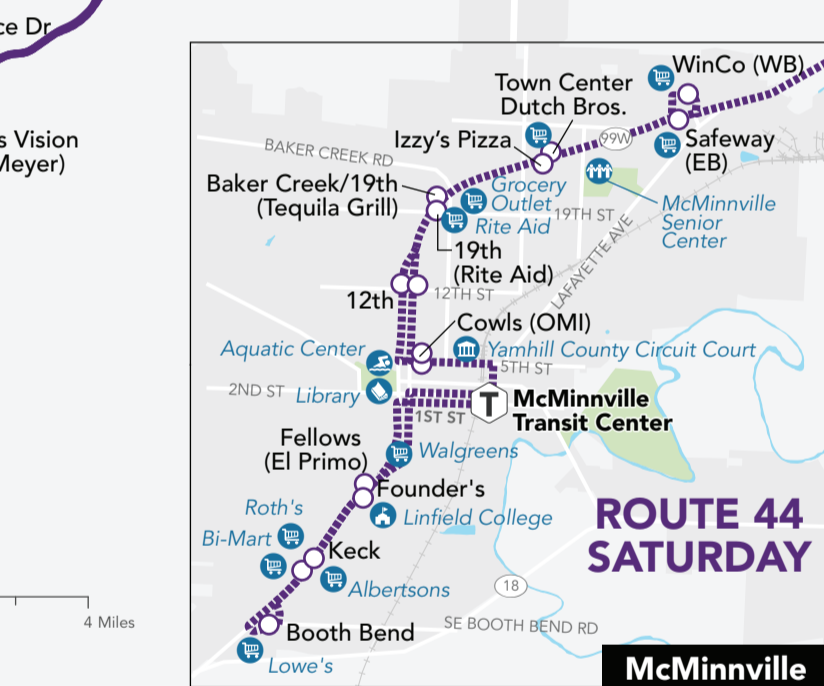 ce Dr
s Vision
Meyer)
4 Miles
WinCo (WB)
Town Center
Dutch Bros.
Izzy's Pizza
99W
Safeway
(EB)
BAKER CREEK RD
Baker Creek/19th
(Tequila Grill)
Grocery
Outlet
Rite Aid
19TH ST
McMinnville
Senior
Center
19th
(Rite Aid)
LAFAYETTE AVE
12th
12TH ST
Cowls (OMI)
Aquatic Center
Yamhill County Circuit Court
5TH ST
2ND ST
Library
T
McMinnville
Transit Center
1ST ST
Fellows
(El Primo)
Walgreens
Founder's
Roth's
Linfield College
Bi-Mart
Keck
Albertsons
ROUTE 44
SATURDAY
18
Booth Bend
SE BOOTH BEND RD
Lowe's
McMinnville